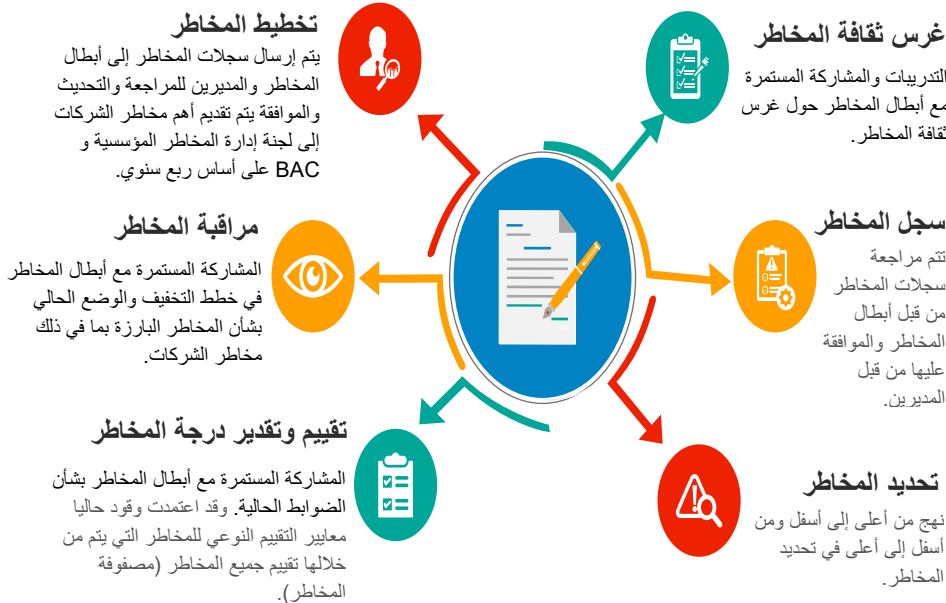 غرس ثقافة المخاطر
التدريبات والمشاركة المستمرة
مع أبطال المخاطر حول غرس
ثقافة المخاطر.
سجل المخاطر
تتم مراجعة
سجلات المخاطر
من قبل أبطال
المخاطر والموافقة
عليها من قبل
المديرين.
تحديد المخاطر
نهج من أعلى إلى أسفل ومن
أسفل إلى أعلى في تحديد
المخاطر.
تقييم وتقدير درجة المخاطر
المشاركة المستمرة مع أبطال المخاطر بشأن
الضوابط الحالية. وقد اعتمدت وقود حاليا
معايير التقييم النوعي للمخاطر التي يتم من
خلالها تقييم جميع المخاطر (مصفوفة
المخاطر).
مراقبة المخاطر
المشاركة المستمرة مع أبطال المخاطر
في خطط التخفيف والوضع الحالي
بشأن المخاطر البارزة بما في ذلك
مخاطر الشركات.
تخطيط المخاطر
يتم إرسال سجلات المخاطر إلى أبطال
المخاطر والمديرين للمراجعة والتحديث
والموافقة يتم تقديم أهم مخاطر الشركات
إلى لجنة إدارة المخاطر المؤسسية و
BAC على أساس ربع سنوي.